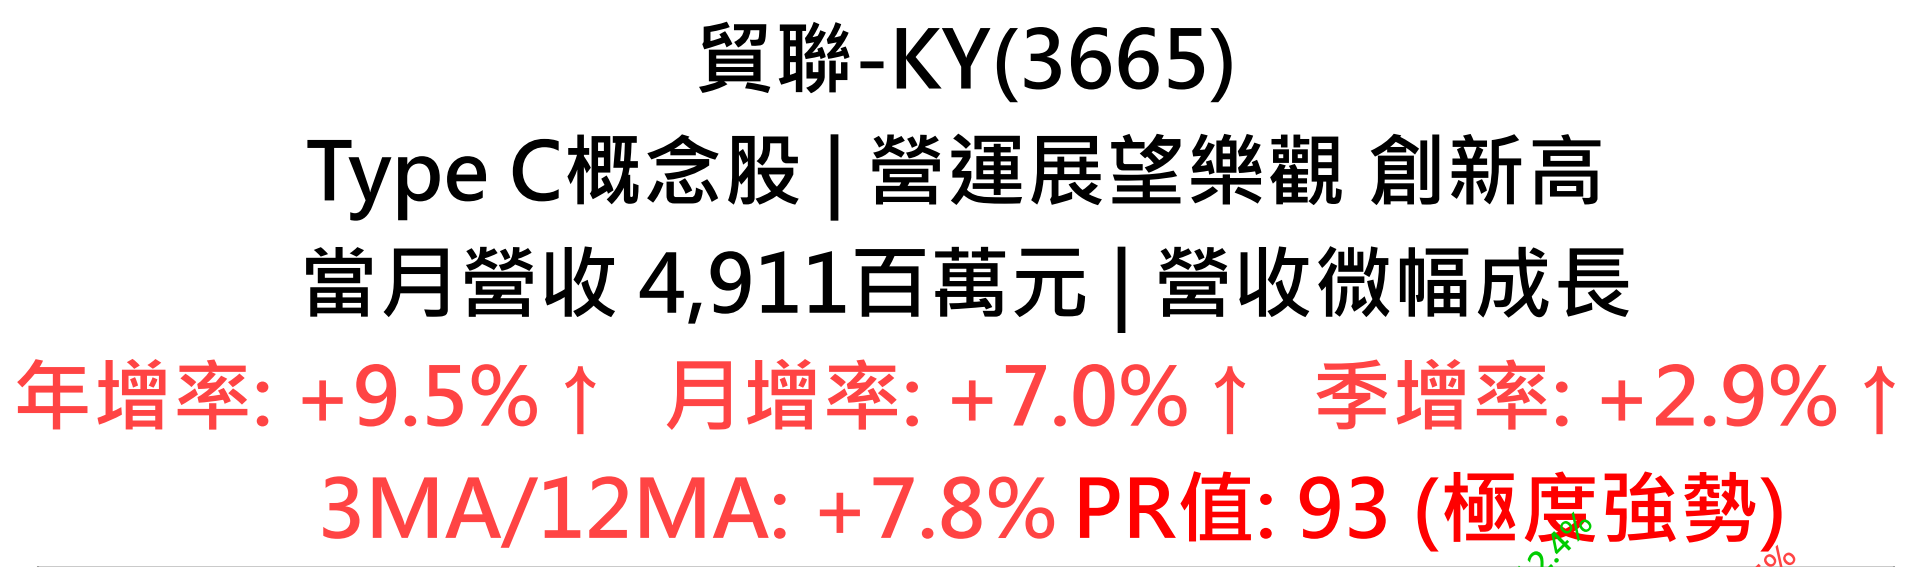 貿聯-KY(3665)
Type C概念股 | 營運展望樂觀 創新高
當月營收 4,911百萬元 | 營收微幅成長
年增率: +9.5%↑ 月增率: +7.0%↑ 季增率: +2.9%↑
3MA/12MA: +7.8% PR值: 93 (極度強勢)